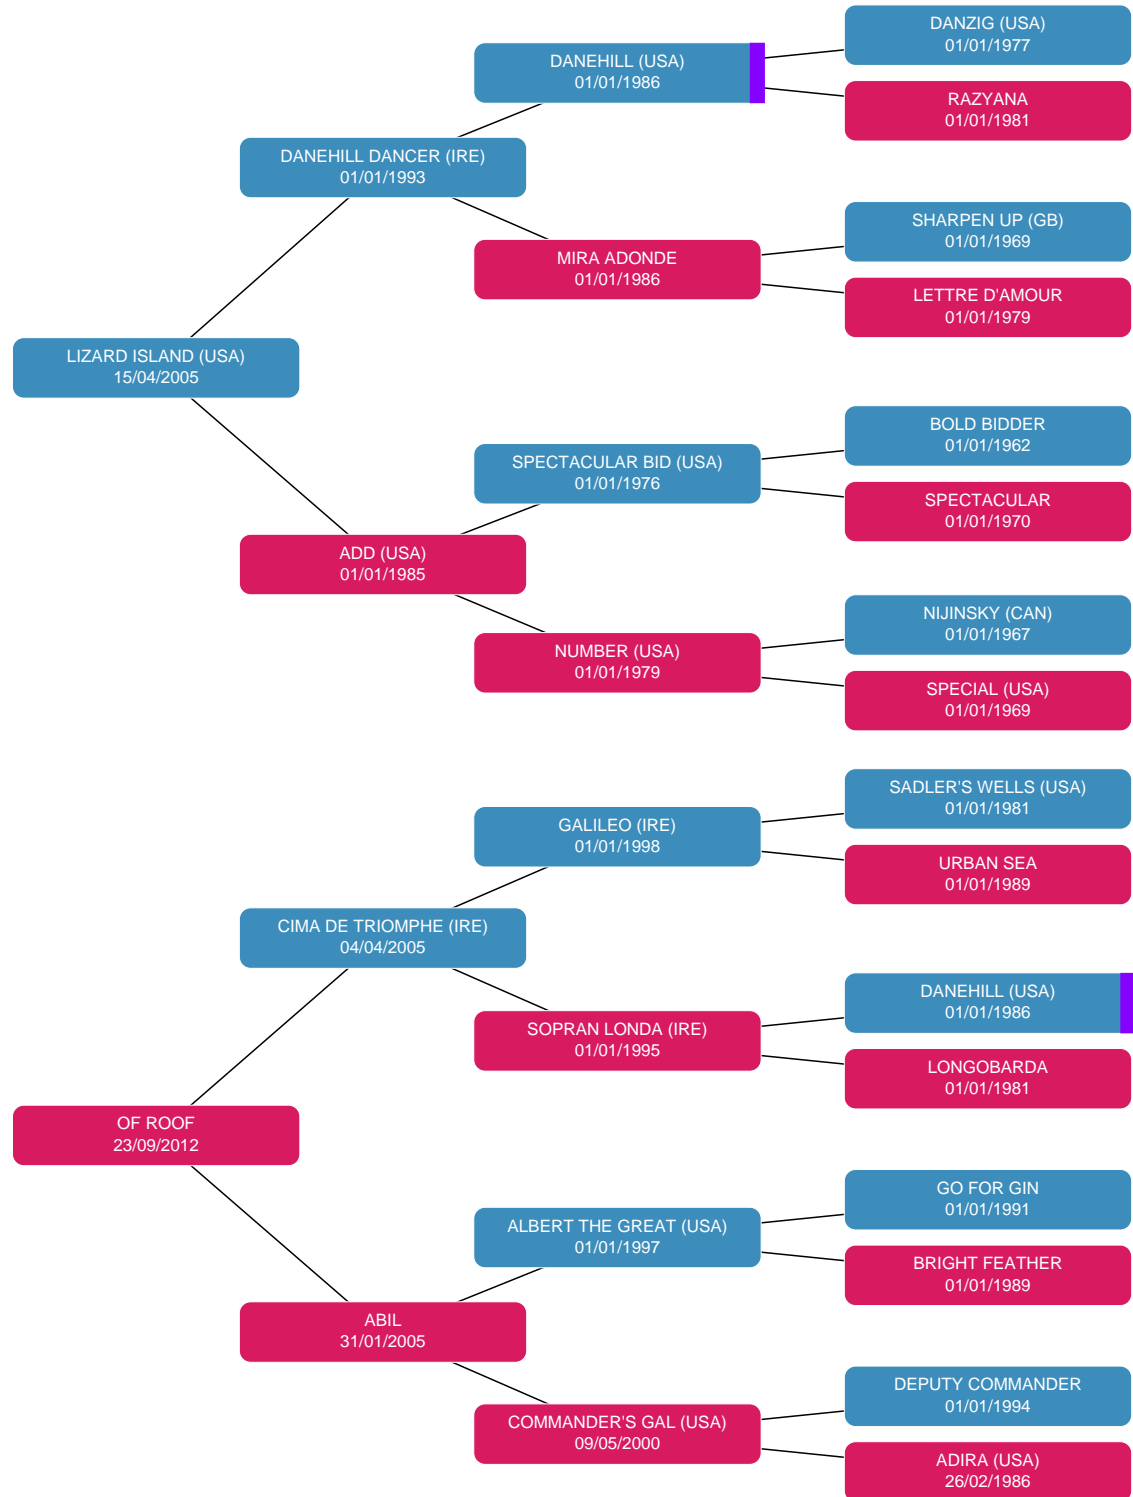 DANZIG (USA)
01/01/1977
DANEHILL (USA)
01/01/1986
RAZYANA
01/01/1981
DANEHILL DANCER (IRE)
01/01/1993
SHARPEN UP (GB)
01/01/1969
MIRA ADONDE
01/01/1986
LETTRE D'AMOUR
01/01/1979
LIZARD ISLAND (USA)
15/04/2005
BOLD BIDDER
01/01/1962
SPECTACULAR BID (USA)
01/01/1976
SPECTACULAR
01/01/1970
ADD (USA)
01/01/1985
NIJINSKY (CAN)
01/01/1967
NUMBER (USA)
01/01/1979
SPECIAL (USA)
01/01/1969
SADLER'S WELLS (USA)
01/01/1981
GALILEO (IRE)
01/01/1998
URBAN SEA
01/01/1989
CIMA DE TRIOMPHE (IRE)
04/04/2005
DANEHILL (USA)
01/01/1986
SOPRAN LONDA (IRE)
01/01/1995
LONGOBARDA
01/01/1981
OF ROOF
23/09/2012
GO FOR GIN
01/01/1991
ALBERT THE GREAT (USA)
01/01/1997
BRIGHT FEATHER
01/01/1989
ABIL
31/01/2005
DEPUTY COMMANDER
01/01/1994
COMMANDER'S GAL (USA)
09/05/2000
ADIRA (USA)
26/02/1986